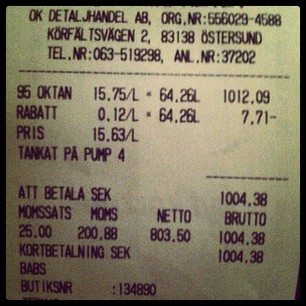 OK DETALJHANDEL AB, ORG.NR:556029-4588
KÖRFÄLTSVÄGEN 2, 83138 ÖSTERSUND
TEL.NR:063-519298, ANL.NR:37202
95 OKTAN 15.75/L * 64.26L 1012.09
RABATT 0.12/L * 64.26L 7.71-
PRIS 15.63/L
TANKAT PÅ PUMP 4
ATT BETALA SEK 1004.38
MOMSSATS MOMS NETTO BRUTTO
25.00 200.88 803.50 1004.38
KORTBETALNING SEK 1004.38
BABS
BUTIKSNR :134890